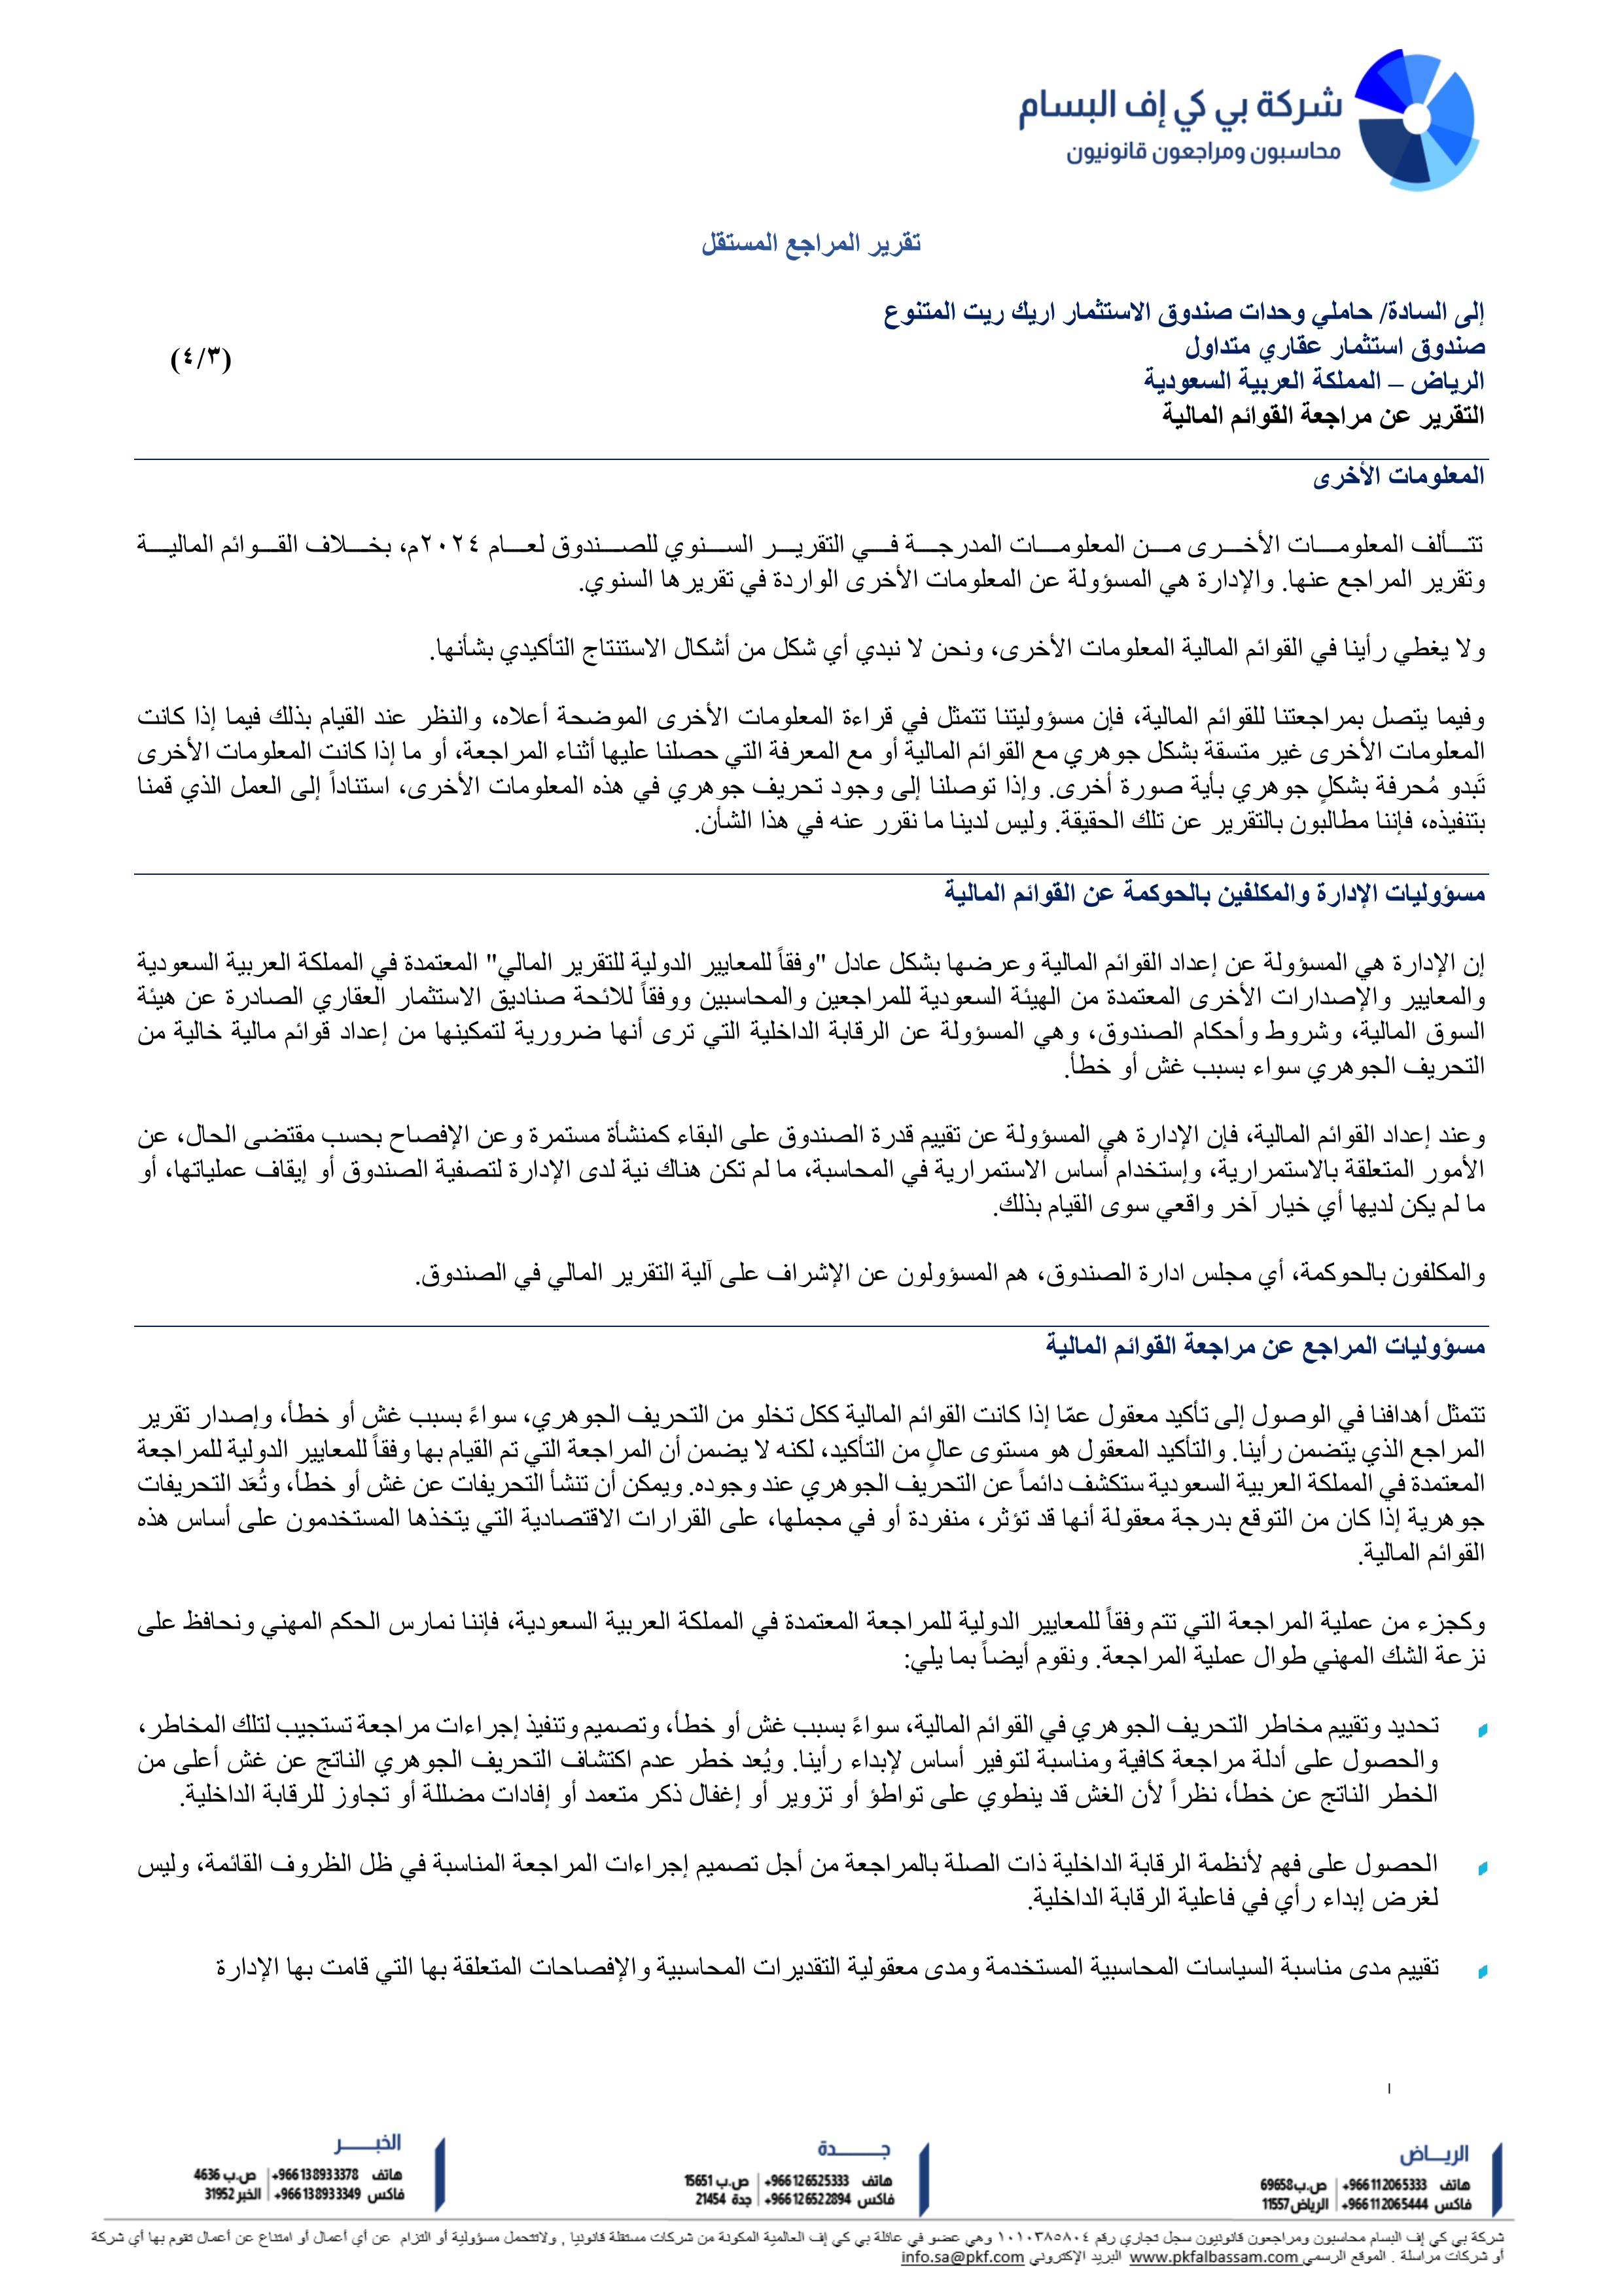 شركة بي كي إف البسام
محاسبون ومراجعون قانونيون
تقرير المراجع المستقل
إلى السادة/ حاملي وحدات صندوق الاستثمار اريك ريت المتنوع
صندوق استثمار عقاري متداول
(٤/٣)
الرياض – المملكة العربية السعودية
التقرير عن مراجعة القوائم المالية
المعلومات الأخرى
تتألف المعلومات الأخرى من المعلومات المدرجة في التقرير السنوي للصندوق لعام ٢٠٢٤م، بخلاف القوائم المالية
وتقرير المراجع عنها. والإدارة هي المسؤولة عن المعلومات الأخرى الواردة في تقريرها السنوي.
ولا يغطي رأينا في القوائم المالية المعلومات الأخرى، ونحن لا نبدي أي شكل من أشكال الاستنتاج التأكيدي بشأنها.
وفيما يتصل بمراجعتنا للقوائم المالية، فإن مسؤوليتنا تتمثل في قراءة المعلومات الأخرى الموضحة أعلاه، والنظر عند القيام بذلك فيما إذا كانت
المعلومات الأخرى غير متسقة بشكل جوهري مع القوائم المالية أو مع المعرفة التي حصلنا عليها أثناء المراجعة، أو ما إذا كانت المعلومات الأخرى
تَبدو مُحرفة بشكلٍ جوهري بأية صورة أخرى. وإذا توصلنا إلى وجود تحريف جوهري في هذه المعلومات الأخرى، استناداً إلى العمل الذي قمنا
بتنفيذه، فإننا مطالبون بالتقرير عن تلك الحقيقة. وليس لدينا ما نقرر عنه في هذا الشأن.
مسؤوليات الإدارة والمكلفين بالحوكمة عن القوائم المالية
إن الإدارة هي المسؤولة عن إعداد القوائم المالية وعرضها بشكل عادل "وفقاً للمعايير الدولية للتقرير المالي" المعتمدة في المملكة العربية السعودية
والمعايير والإصدارات الأخرى المعتمدة من الهيئة السعودية للمراجعين والمحاسبين ووفقاً للائحة صناديق الاستثمار العقاري الصادرة عن هيئة
السوق المالية، وشروط وأحكام الصندوق، وهي المسؤولة عن الرقابة الداخلية التي ترى أنها ضرورية لتمكينها من إعداد قوائم مالية خالية من
التحريف الجوهري سواء بسبب غش أو خطأ.
وعند إعداد القوائم المالية، فإن الإدارة هي المسؤولة عن تقييم قدرة الصندوق على البقاء كمنشأة مستمرة وعن الإفصاح بحسب مقتضى الحال، عن
الأمور المتعلقة بالاستمرارية، وإستخدام أساس الاستمرارية في المحاسبة، ما لم تكن هناك نية لدى الإدارة لتصفية الصندوق أو إيقاف عملياتها، أو
ما لم يكن لديها أي خيار آخر واقعي سوى القيام بذلك.
والمكلفون بالحوكمة، أي مجلس ادارة الصندوق، هم المسؤولون عن الإشراف على آلية التقرير المالي في الصندوق.
مسؤوليات المراجع عن مراجعة القوائم المالية
تتمثل أهدافنا في الوصول إلى تأكيد معقول عمّا إذا كانت القوائم المالية ككل تخلو من التحريف الجوهري، سواءً بسبب غش أو خطأ، وإصدار تقرير
المراجع الذي يتضمن رأينا. والتأكيد المعقول هو مستوى عالٍ من التأكيد، لكنه لا يضمن أن المراجعة التي تم القيام بها وفقاً للمعايير الدولية للمراجعة
المعتمدة في المملكة العربية السعودية ستكشف دائماً عن التحريف الجوهري عند وجوده. ويمكن أن تنشأ التحريفات عن غش أو خطأ، وتُعَد التحريفات
جوهرية إذا كان من التوقع بدرجة معقولة أنها قد تؤثر، منفردة أو في مجملها، على القرارات الاقتصادية التي يتخذها المستخدمون على أساس هذه
القوائم المالية.
وكجزء من عملية المراجعة التي تتم وفقاً للمعايير الدولية للمراجعة المعتمدة في المملكة العربية السعودية، فإننا نمارس الحكم المهني ونحافظ على
نزعة الشك المهني طوال عملية المراجعة. ونقوم أيضاً بما يلي:
تحديد وتقييم مخاطر التحريف الجوهري في القوائم المالية، سواءً بسبب غش أو خطأ، وتصميم وتنفيذ إجراءات مراجعة تستجيب لتلك المخاطر،
والحصول على أدلة مراجعة كافية ومناسبة لتوفير أساس لإبداء رأينا. ويُعد خطر عدم اكتشاف التحريف الجوهري الناتج عن غش أعلى من
الخطر الناتج عن خطأ، نظراً لأن الغش قد ينطوي على تواطؤ أو تزوير أو إغفال ذكر متعمد أو إفادات مضللة أو تجاوز للرقابة الداخلية.
الحصول على فهم لأنظمة الرقابة الداخلية ذات الصلة بالمراجعة من أجل تصميم إجراءات المراجعة المناسبة في ظل الظروف القائمة، وليس
لغرض إبداء رأي في فاعلية الرقابة الداخلية.
تقييم مدى مناسبة السياسات المحاسبية المستخدمة ومدى معقولية التقديرات المحاسبية والإفصاحات المتعلقة بها التي قامت بها الإدارة
ا
الريـــاض
هاتف +966112065333 | ص.ب 69658
فاكس +966112065444 | الرياض 11557
جـــــدة
هاتف +966126525333 | ص.ب 15651
فاكس +966126522894 | جدة 21454
الخبـــــر
هاتف +966138933378 | ص.ب 4636
فاكس +966138933349 | الخبر 31952
شركة بي كي إف البسام محاسبون ومراجعون قانونيون سجل تجاري رقم ١٠١٠٣٨٥٨٠٤ وهي عضو في عائلة بي كي إف العالمية المكونة من شركات مستقلة قانونيا , ولاتتحمل مسؤولية أو التزام عن أي أعمال أو امتناع عن أعمال تقوم بها أي شركة
أو شركات مراسلة . الموقع الرسمي www.pkfalbassam.com البريد الإكتروني info.sa@pkf.com